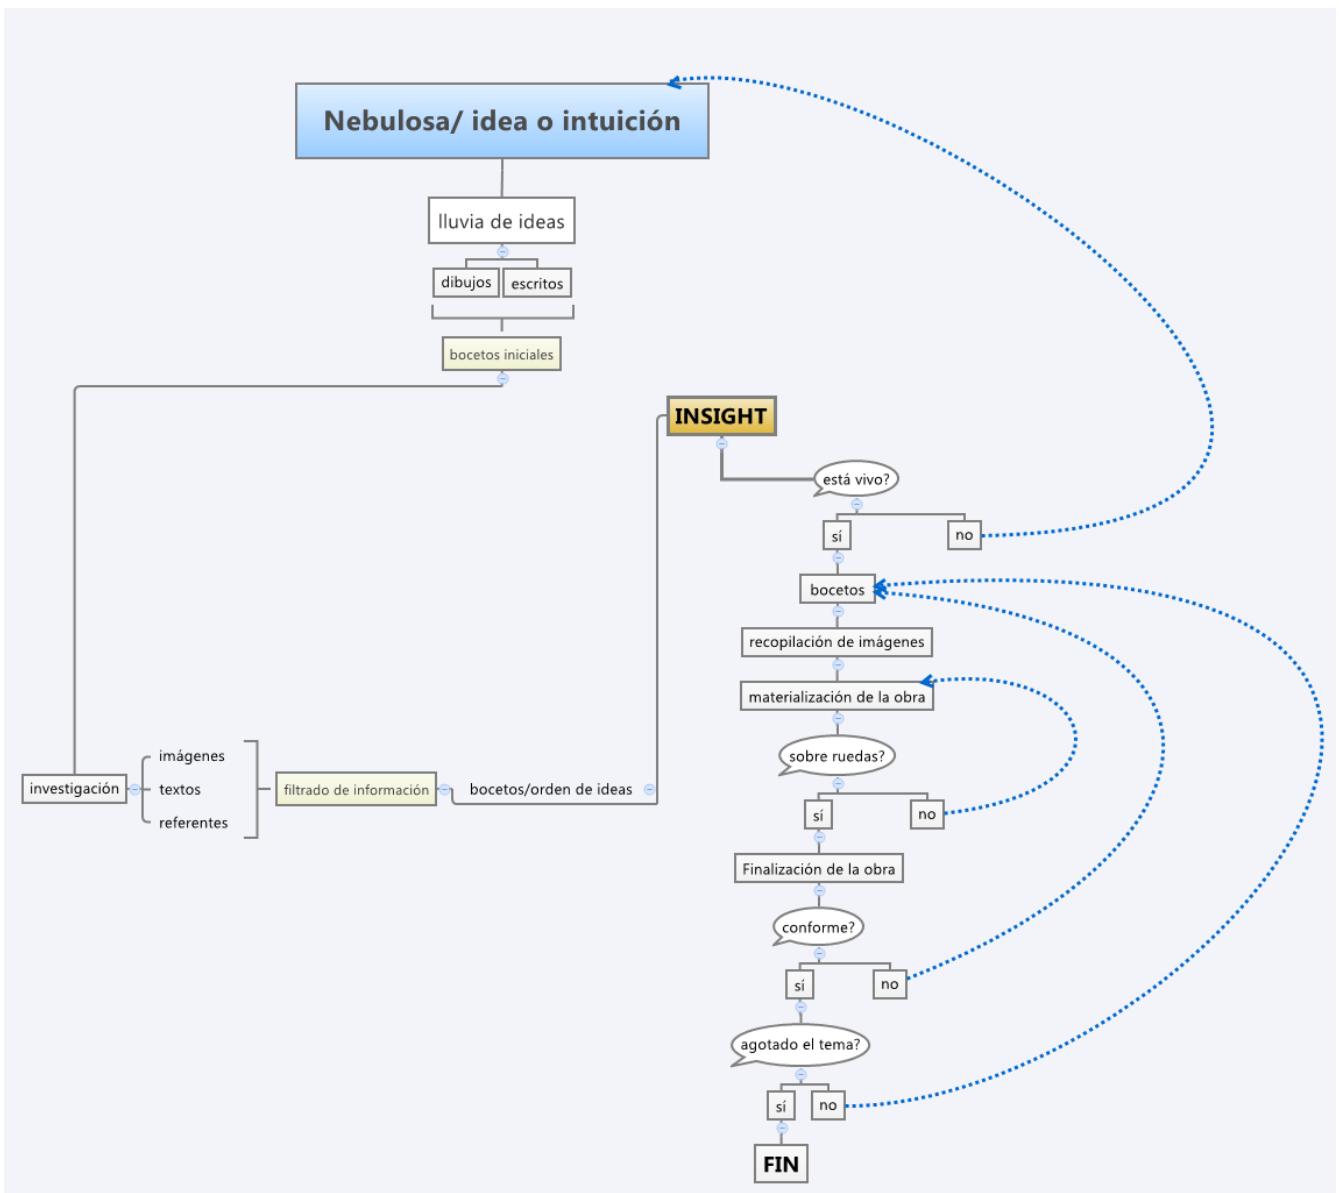 Nebulosa/ idea o intuición
lluvia de ideas
dibujos
escritos
bocetos iniciales
investigación
imágenes
textos
referentes
filtrado de información
bocetos/orden de ideas
INSIGHT
está vivo?
sí
no
bocetos
recopilación de imágenes
materialización de la obra
sobre ruedas?
sí
no
Finalización de la obra
conforme?
sí
no
agotado el tema?
sí
no
FIN